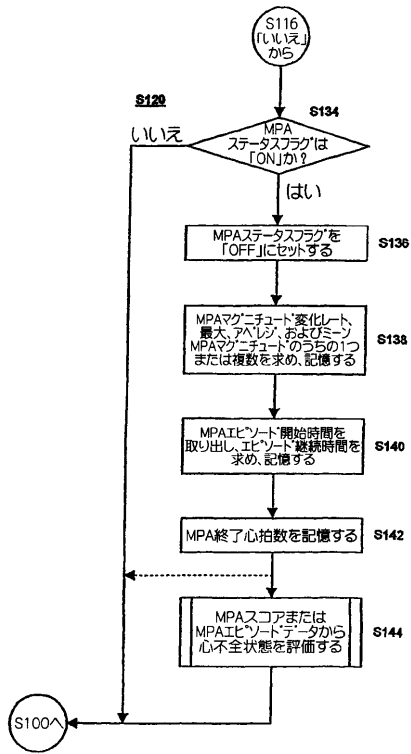 S116
「いいえ」
から
S120
S134
MPA
ステータスフラグは
「ON」か?
いいえ
はい
MPAステータスフラグを
「OFF」にセットする
S136
MPAマグニチュード変化レート、
最大、アベレジ、およびミーン
MPAマグニチュードのうちの1つ
または複数を求め、記憶する
S138
MPAエピソード開始時間を
取り出し、エピソード継続時間を
求め、記憶する
S140
MPA終了心拍数を記憶する
S142
MPAスコアまたは
MPAエピソードデータから
心不全状態を評価する
S144
S100へ